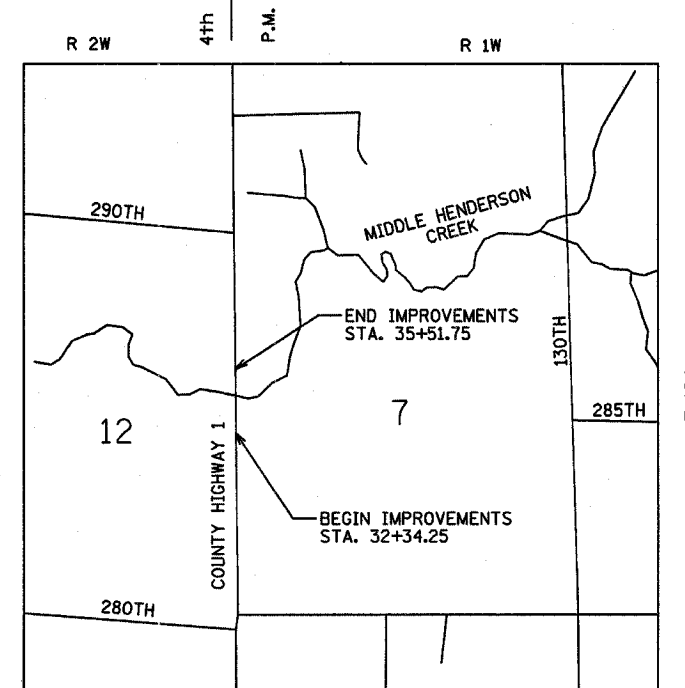 R 2W
4th
P.M.
R 1W
290TH
MIDDLE HENDERSON
CREEK
END IMPROVEMENTS
STA. 35+51.75
130TH
285TH
12
7
COUNTY HIGHWAY 1
BEGIN IMPROVEMENTS
STA. 32+34.25
280TH